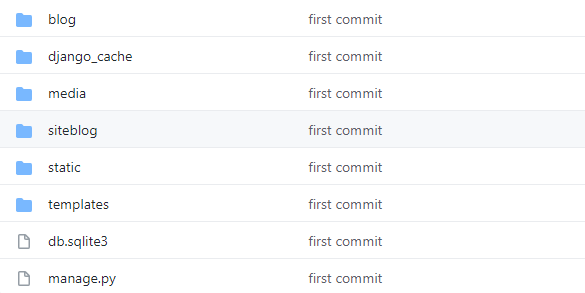 blog first commit
django_cache first commit
media first commit
siteblog first commit
static first commit
templates first commit
db.sqlite3 first commit
manage.py first commit